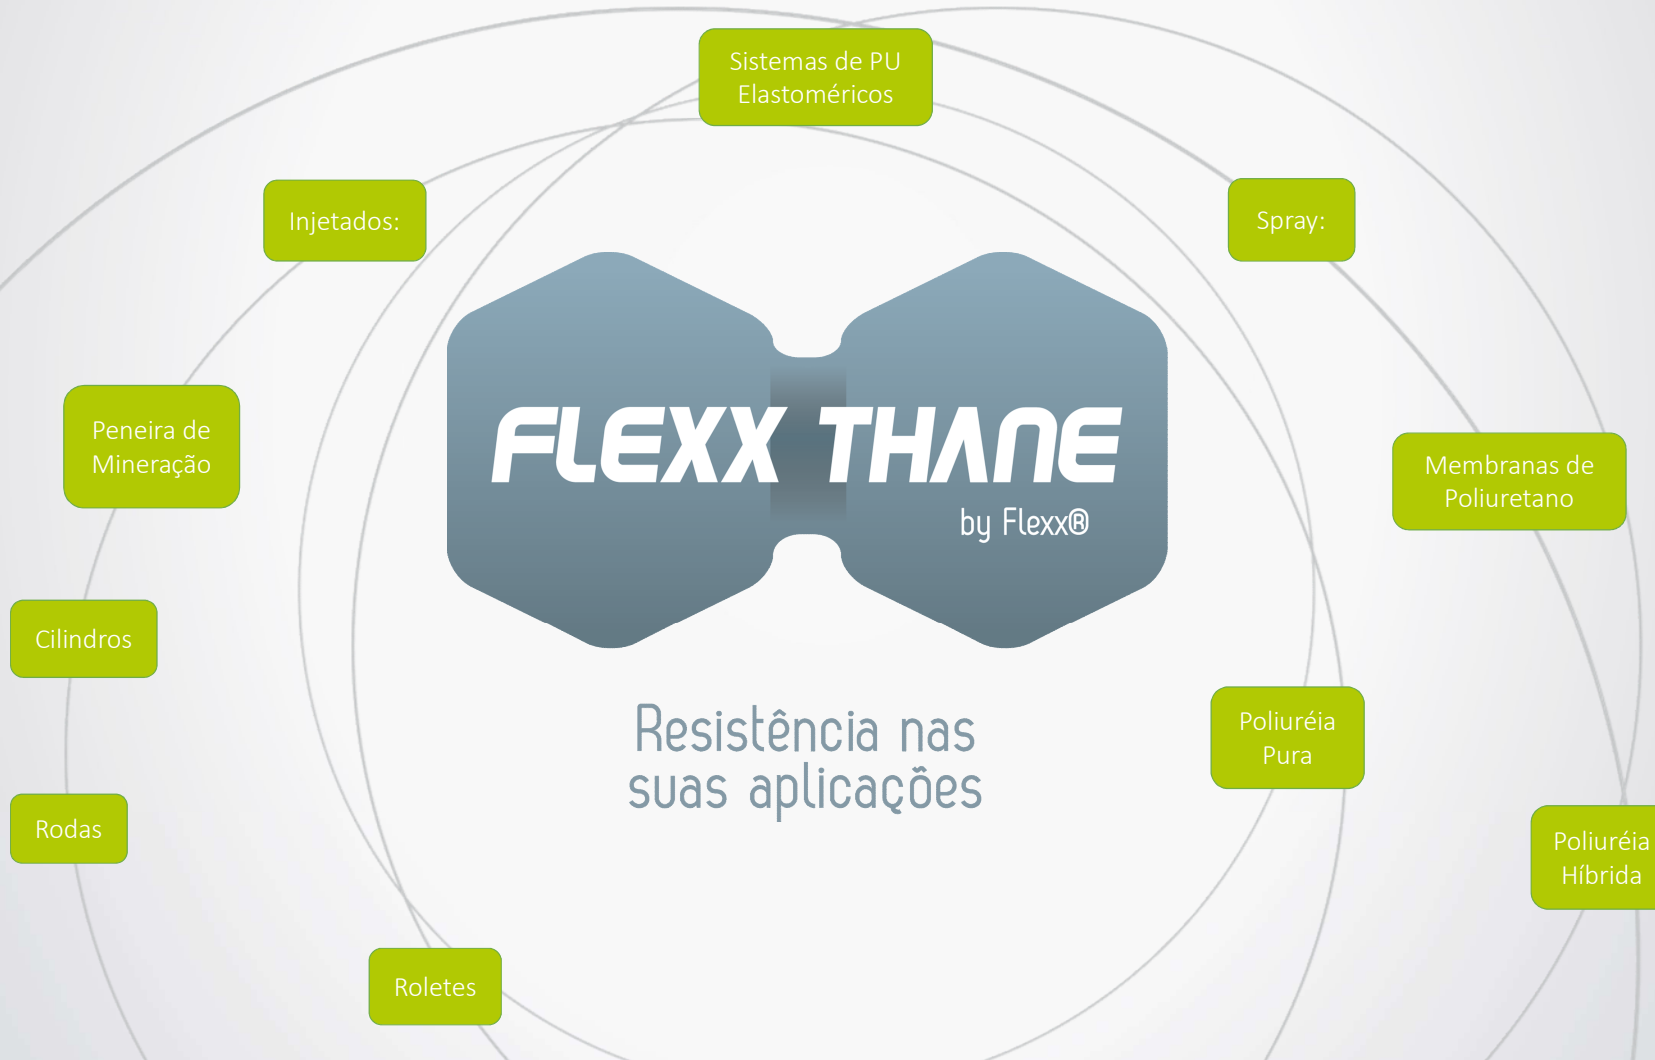 Sistemas de PU
Elastoméricos
Injetados:
Spray:
Peneira de
Mineração
FLEXX THANE
by Flexx®
Membranas de
Poliuretano
Cilindros
Resistência nas
suas aplicações
Poliuréia
Pura
Rodas
Poliuréia
Híbrida
Roletes